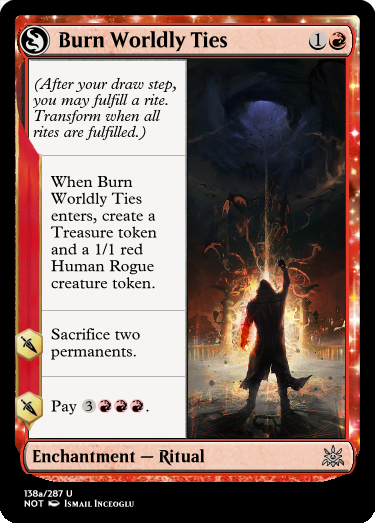 Burn Worldly Ties 1
(After your draw step,
you may fulfill a rite.
Transform when all
rites are fulfilled.)
When Burn
Worldly Ties
enters, create a
Treasure token
and a 1/1 red
Human Rogue
creature token.
Sacrifice two
permanents.
Pay 3.
Enchantment — Ritual
138a/287 U
NOT Ismail Inceoglu